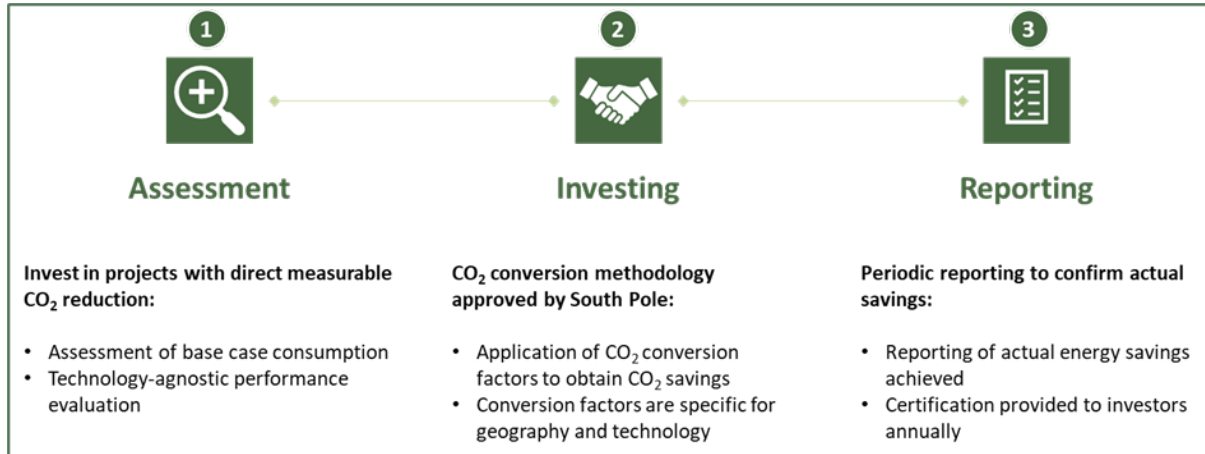 1
Assessment
Invest in projects with direct measurable
CO₂ reduction:
• Assessment of base case consumption
• Technology-agnostic performance
evaluation
2
Investing
CO₂ conversion methodology
approved by South Pole:
• Application of CO₂ conversion
factors to obtain CO₂ savings
• Conversion factors are specific for
geography and technology
3
Reporting
Periodic reporting to confirm actual
savings:
• Reporting of actual energy savings
achieved
• Certification provided to investors
annually